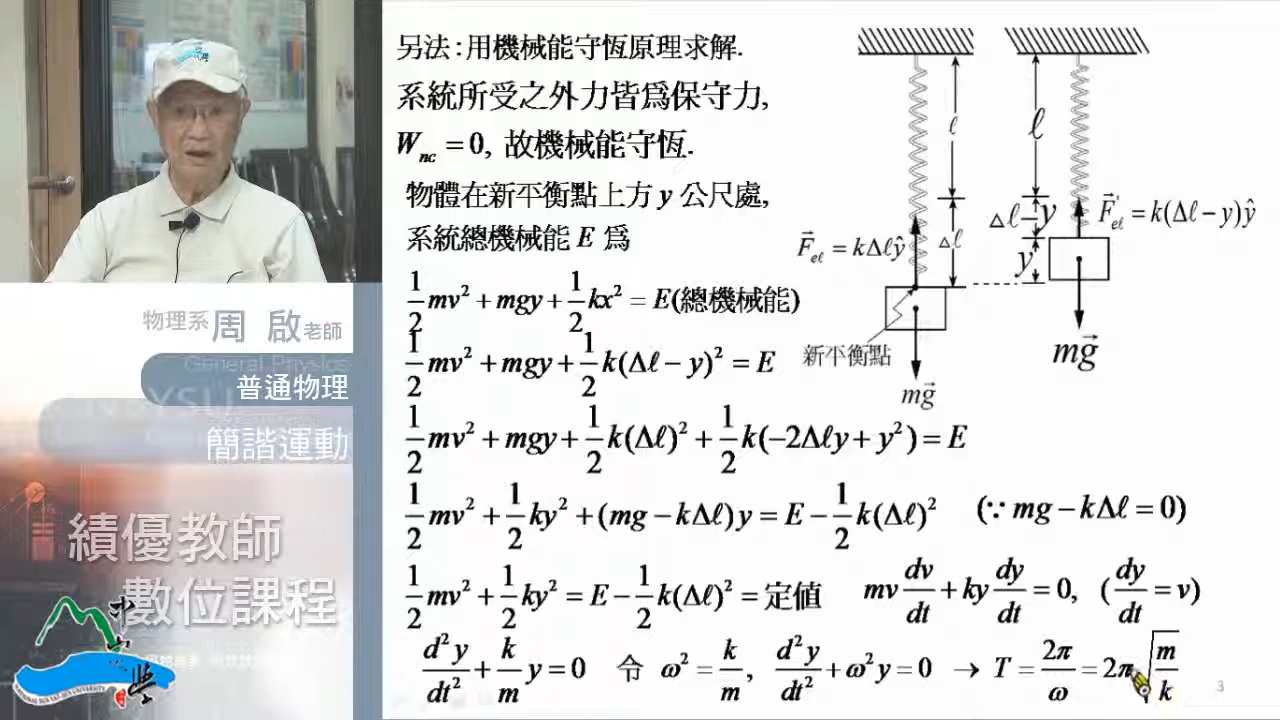 另法:用機械能守恆原理求解.
系統所受之外力皆為保守力,
W_nc = 0, 故機械能守恆.
物體在新平衡點上方 y 公尺處,
系統總機械能 E 為
1/2 mv² + mgy + 1/2 kx² = E(總機械能)
1/2 mv² + mgy + 1/2 k(Δℓ − y)² = E
1/2 mv² + mgy + 1/2 k(Δℓ)² + 1/2 k(−2Δℓy + y²) = E
1/2 mv² + 1/2 ky² + (mg − kΔℓ)y = E − 1/2 k(Δℓ)² (∵ mg − kΔℓ = 0)
1/2 mv² + 1/2 ky² = E − 1/2 k(Δℓ)² = 定值 mv dv/dt + ky dy/dt = 0, (dy/dt = v)
d²y/dt² + k/m y = 0 令 ω² = k/m, d²y/dt² + ω²y = 0 → T = 2π/ω = 2π√(m/k)
ℓ
ℓ
Δℓ−y
F⃗'_eℓ = k(Δℓ−y)ŷ
F⃗_eℓ = kΔℓŷ
Δℓ
y
新平衡點
mg⃗
mg⃗
3
物理系 周 啟 老師
General Physics
普通物理
NSYSU
簡諧運動
績優教師
數位課程
中山大學